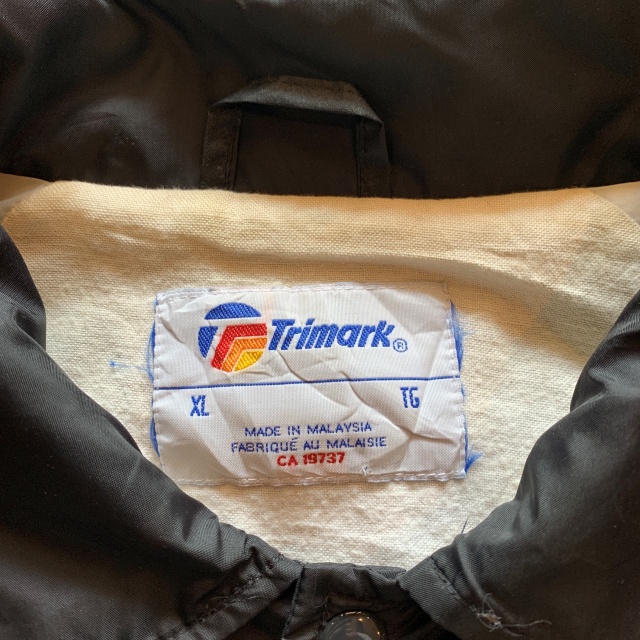 Trimark®
XL TG
MADE IN MALAYSIA
FABRIQUÉ AU MALAISIE
CA 19737